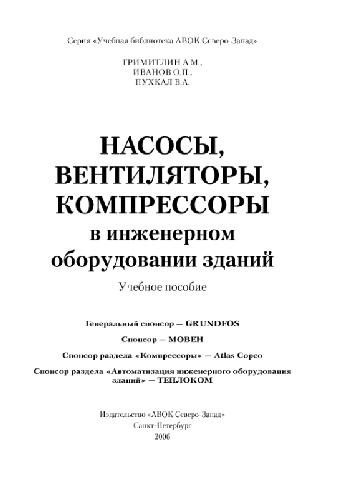 Серия «Учебная библиотека АВОК Северо-Запад»
ГРИМИТЛИН А.М.,
ИВАНОВ О.П.,
ПУХКАЛ В.А.
НАСОСЫ,
ВЕНТИЛЯТОРЫ,
КОМПРЕССОРЫ
в инженерном
оборудовании зданий
Учебное пособие
Генеральный спонсор — GRUNDFOS
Спонсор — МОВЕН
Спонсор раздела «Компрессоры» — Atlas Copco
Спонсор раздела «Автоматизация инженерного оборудования
зданий» — ТЕПЛОКОМ
Издательство «АВОК Северо-Запад»
Санкт-Петербург
2006